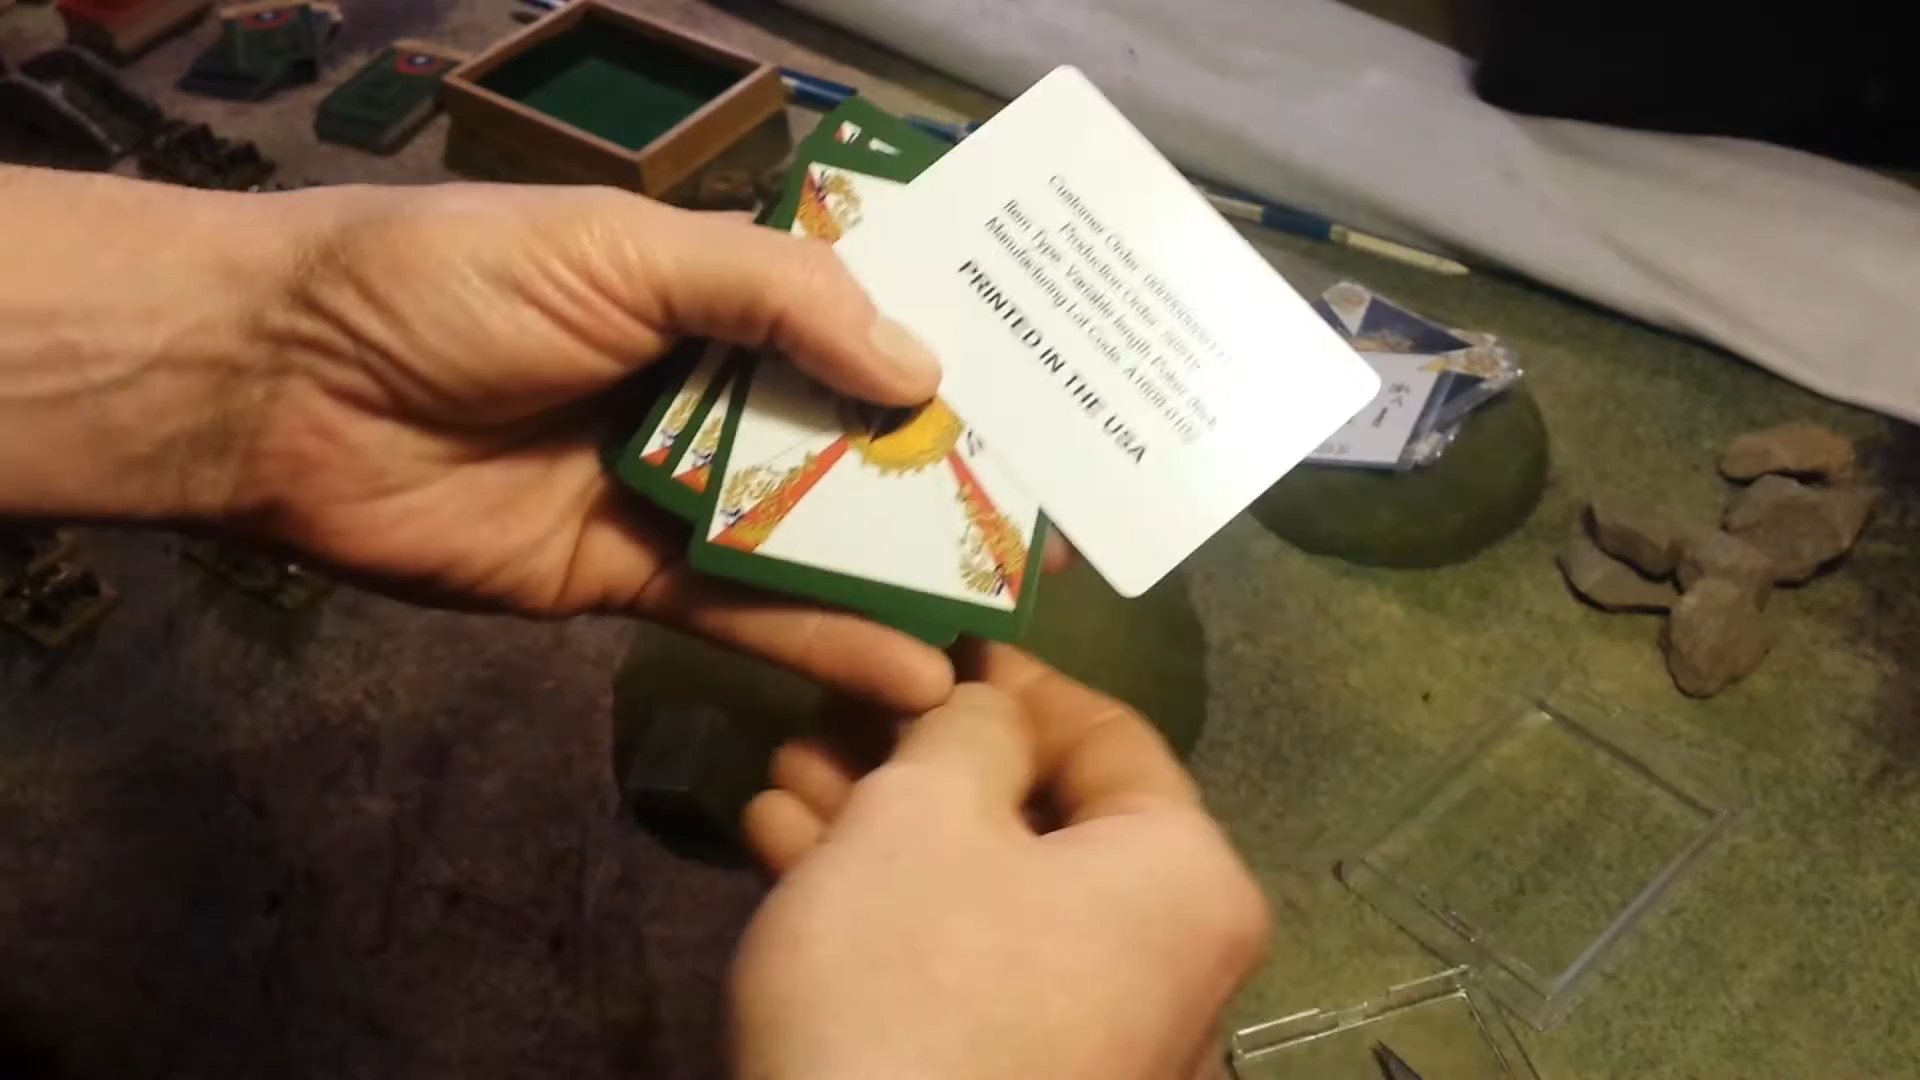 Customer Order
Production Order
Item Type Variable length Poker deck
Manufacturing Lot Code
PRINTED IN THE USA